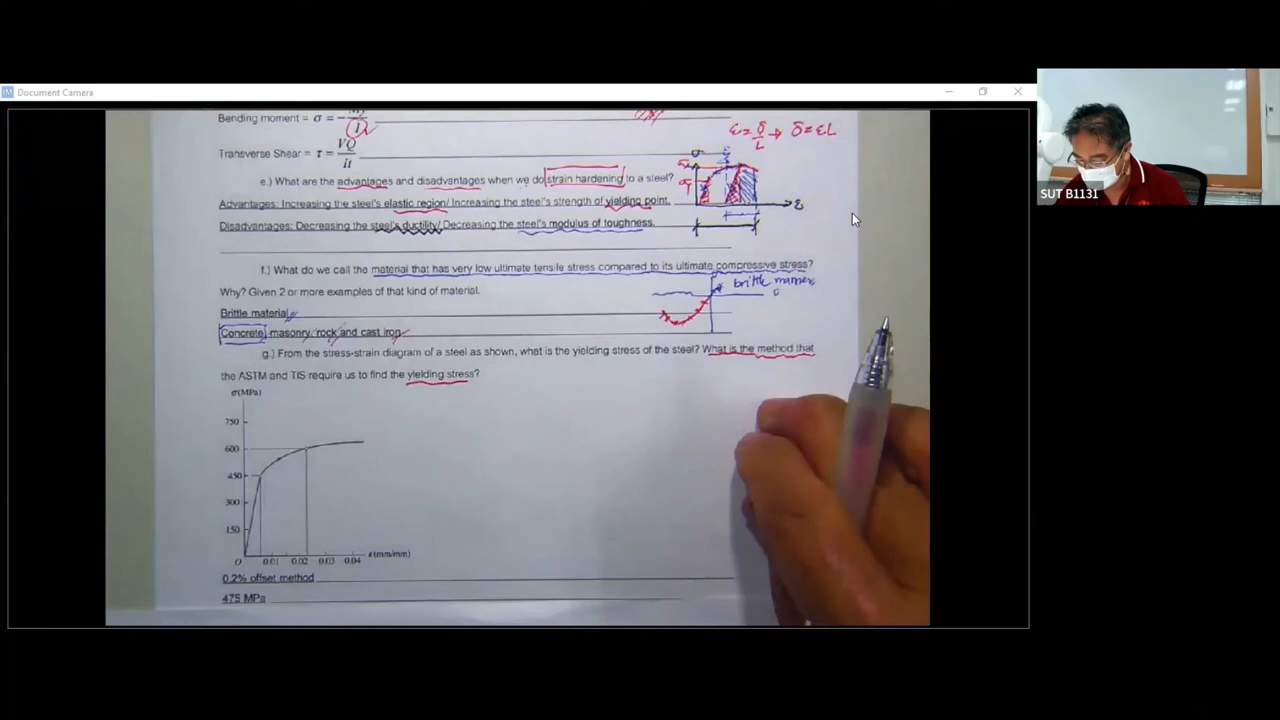 Document Camera
Bending moment = σ = My/I
ε = δ/L → δ = εL
Transverse Shear = τ = VQ/It
e.) What are the advantages and disadvantages when we do strain hardening to a steel?
σ
ε
Advantages: Increasing the steel's elastic region/ Increasing the steel's strength of yielding point.
Disadvantages: Decreasing the steel's ductility/ Decreasing the steel's modulus of toughness.
f.) What do we call the material that has very low ultimate tensile stress compared to its ultimate compressive stress?
Why? Given 2 or more examples of that kind of material.
brittle
Brittle material
Concrete, masonry, rock and cast iron
g.) From the stress-strain diagram of a steel as shown, what is the yielding stress of the steel? What is the method that
the ASTM and TIS require us to find the yielding stress?
σ(MPa)
750
600
450
300
150
O 0.01 0.02 0.03 0.04 ε(mm/mm)
0.2% offset method
475 MPa
SUT B1131